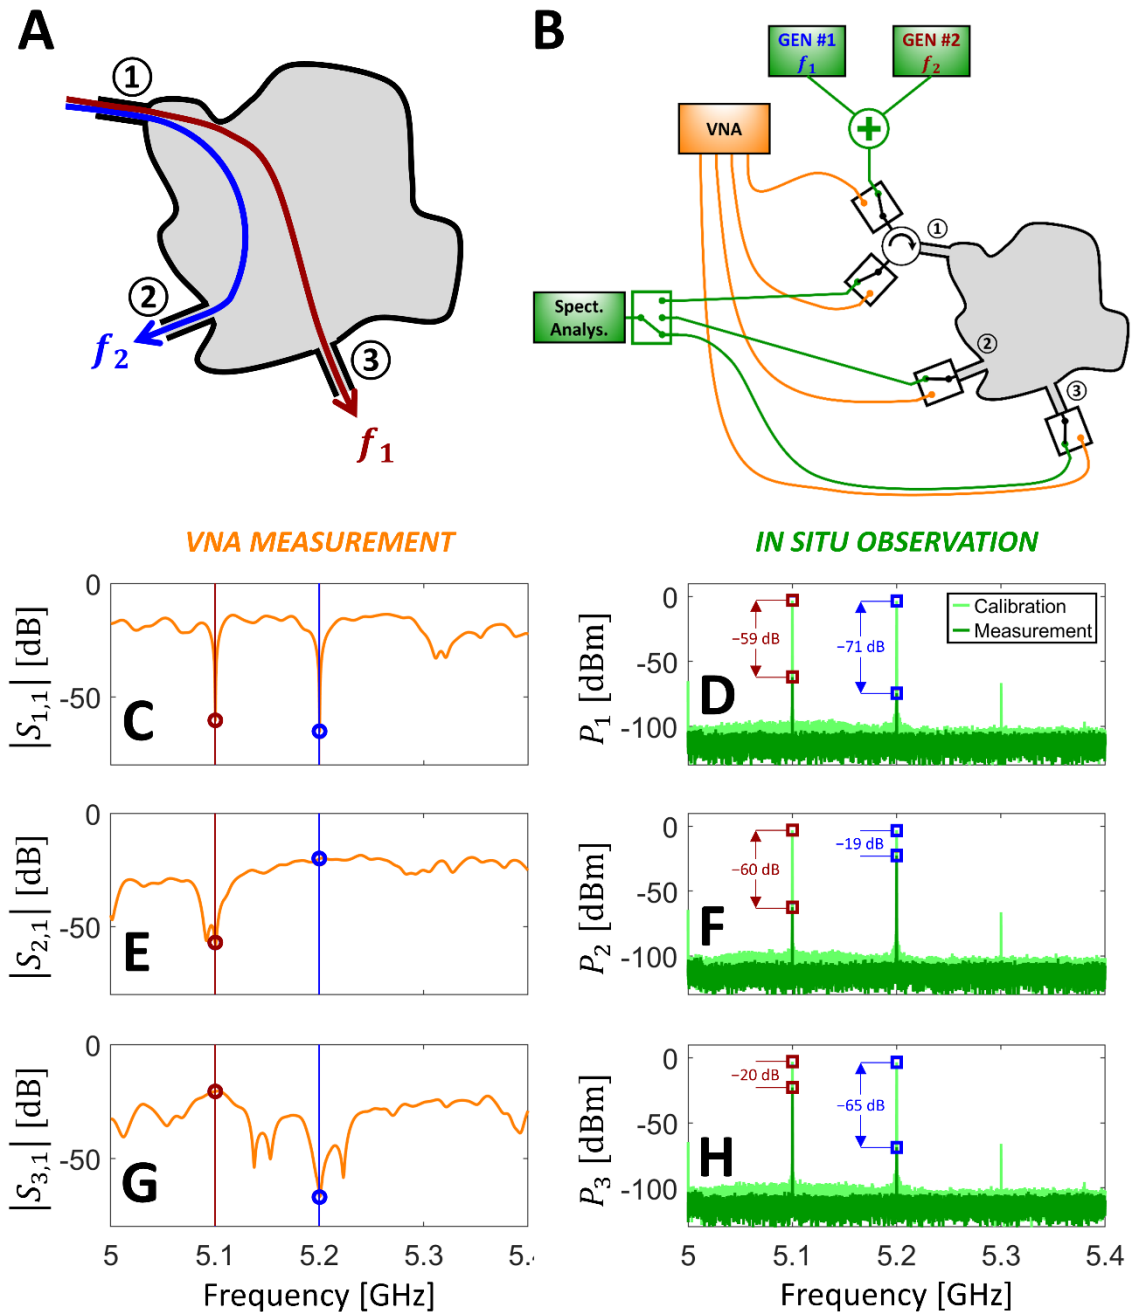 A
B
1
2
3
f2
f1
GEN #1
f1
GEN #2
f2
VNA
+
Spect.
Analys.
1
2
3
VNA MEASUREMENT
IN SITU OBSERVATION
0
-50
|S1,1| [dB]
C
0
-50
-100
P1 [dBm]
−59 dB
−71 dB
Calibration
Measurement
D
0
-50
|S2,1| [dB]
E
0
-50
-100
P2 [dBm]
−60 dB
−19 dB
F
0
-50
|S3,1| [dB]
G
5
5.1
5.2
5.3
5.
Frequency [GHz]
0
-50
-100
P3 [dBm]
−20 dB
−65 dB
H
5
5.1
5.2
5.3
5.4
Frequency [GHz]